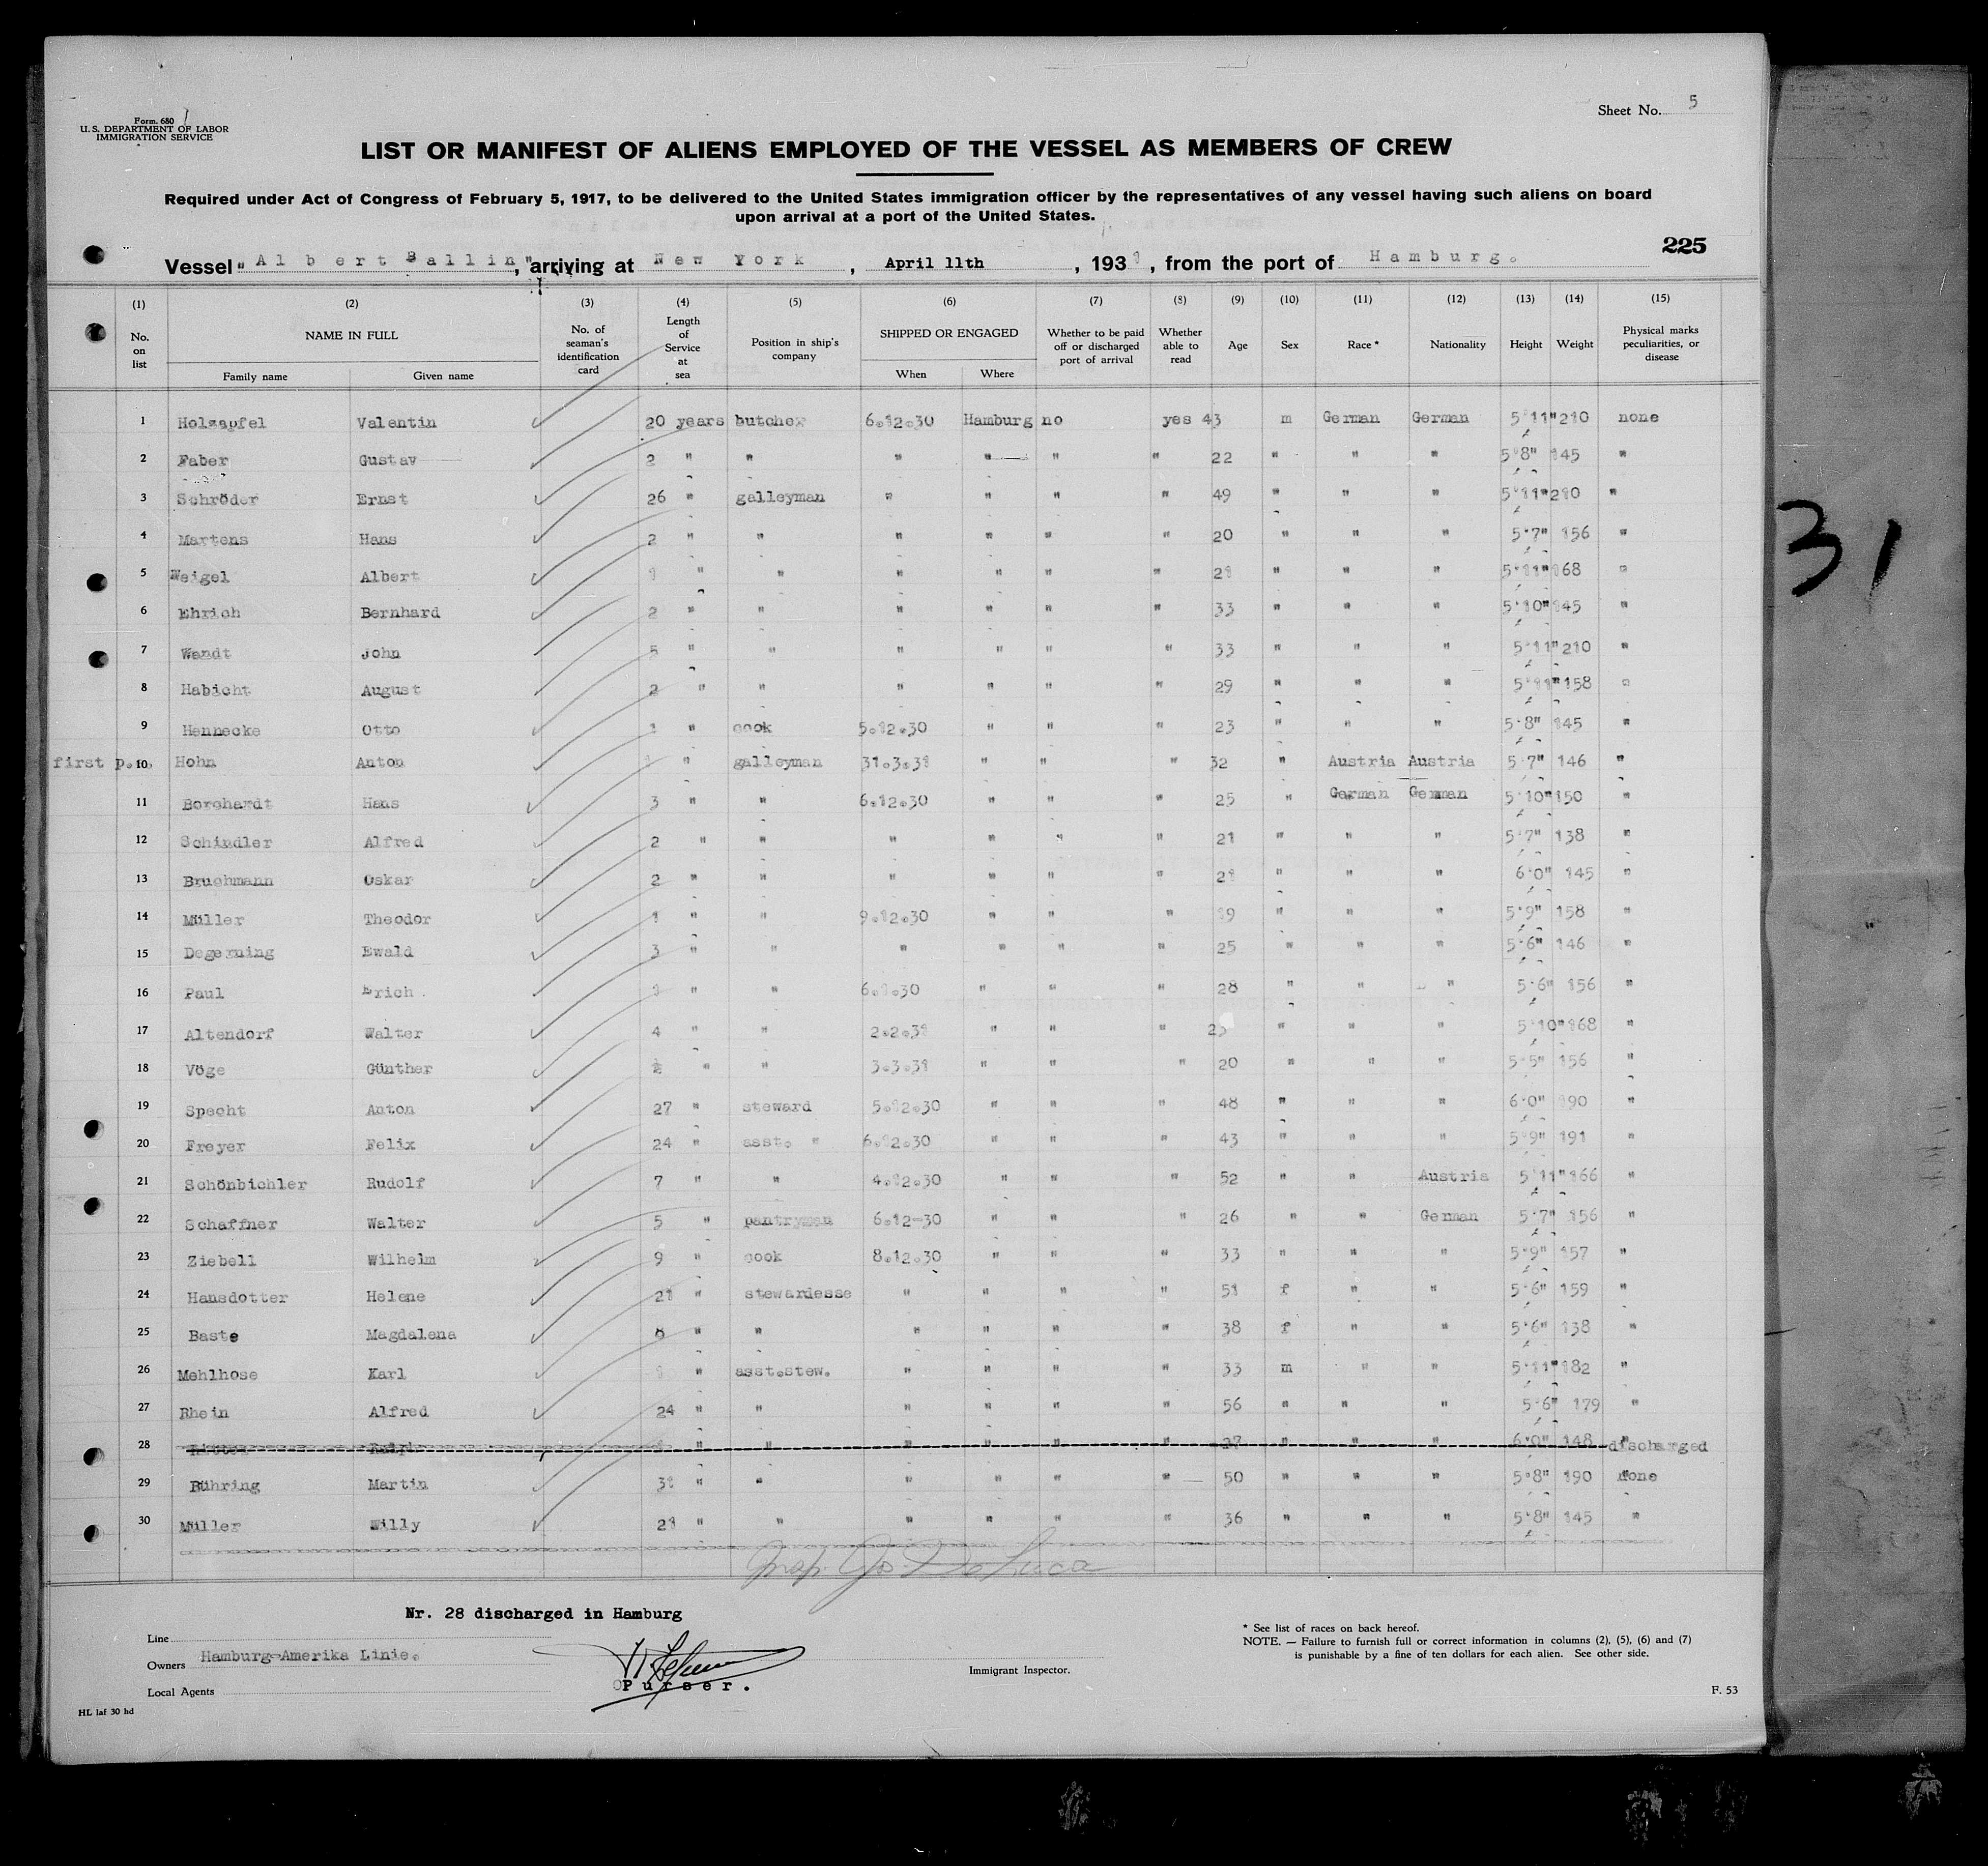 Form. 680
U.S. DEPARTMENT OF LABOR
IMMIGRATION SERVICE
Sheet No. 5
LIST OR MANIFEST OF ALIENS EMPLOYED OF THE VESSEL AS MEMBERS OF CREW
Required under Act of Congress of February 5, 1917, to be delivered to the United States immigration officer by the representatives of any vessel having such aliens on board
upon arrival at a port of the United States.
225
Vessel "Albert Ballin", arriving at New York, April 11th, 1931, from the port of Hamburg.
(1) (2) (3) (4) (5) (6) (7) (8) (9) (10) (11) (12) (13) (14) (15)
No. on list NAME IN FULL No. of seaman's identification card Length of Service at sea Position in ship's company SHIPPED OR ENGAGED Whether to be paid off or discharged port of arrival Whether able to read Age Sex Race * Nationality Height Weight Physical marks peculiarities, or disease
Family name Given name When Where
1 Holzapfel Valentin 20 years butcher 6.12.30 Hamburg no yes 43 m German German 5'11" 210 none
2 Faber Gustav 2 " " " " " " 22 " " " 5'8" 145 "
3 Schröder Ernst 26 " galleyman " " " " 49 " " " 5'11" 210 "
4 Martens Hans 2 " " " " " " 20 " " " 5'7" 156 "
5 Weigel Albert 1 " " " " " " 21 " " " 5'11" 168 "
6 Ehrich Bernhard 2 " " " " " " 33 " " " 5'10" 145 "
7 Wendt John 5 " " " " " " 33 " " " 5'11" 210 "
8 Habicht August 2 " " " " " " 29 " " " 5'11" 158 "
9 Hennecke Otto 1 " cook 5.12.30 " " " 23 " " " 5'8" 145 "
first p. 10 Hohn Anton 1 " galleyman 31.3.31 " " " 32 " Austria Austria 5'7" 146 "
11 Borchardt Hans 3 " " 6.12.30 " " " 25 " German German 5'10" 150 "
12 Schindler Alfred 2 " " " " " " 21 " " " 5'7" 138 "
13 Bruchmann Oskar 2 " " " " " " 21 " " " 6'0" 145 "
14 Müller Theodor 1 " " 9.12.30 " " " 19 " " " 5'9" 158 "
15 Degerning Ewald 3 " " " " " " 25 " " " 5'6" 146 "
16 Paul Erich 1 " " 6.1.30 " " " 28 " " " 5'6" 156 "
17 Altendorf Walter 4 " " 2.2.31 " " " " " " 5'10" 168 "
18 Vöge Günther ½ " " 3.3.31 " " " 20 " " " 5'5" 156 "
19 Specht Anton 27 " steward 5.12.30 " " " 48 " " " 6'0" 190 "
20 Freyer Felix 24 " asst. " 6.12.30 " " " 43 " " " 5'9" 191 "
21 Schönbichler Rudolf 7 " " 4.12.30 " " " 52 " " Austria 5'11" 166 "
22 Schaffner Walter 5 " pantryman 6.12-30 " " " 26 " " German 5'7" 156 "
23 Ziebell Wilhelm 9 " cook 8.12.30 " " " 33 " " " 5'9" 157 "
24 Hansdotter Helene 21 " stewardesse " " " " 51 f " " 5'6" 159 "
25 Baste Magdalena 8 " " " " " " 38 f " " 5'6" 138 "
26 Mehlhose Karl 1 " asst.stew. " " " " 33 m " " 5'11" 182 "
27 Rhein Alfred 24 " " " " " " 56 " " " 5'6" 179 "
28 Ralph " " " " " " 27 " " " 6'0" 148 " discharged
29 Bühring Martin 31 " " " " " " 50 " " " 5'8" 190 none
30 Müller Willy 21 " " " " " " 36 " " " 5'8" 145 "
Nr. 28 discharged in Hamburg
Line
Owners Hamburg-Amerika Linie.
Local Agents
Purser.
Immigrant Inspector.
* See list of races on back hereof.
NOTE. — Failure to furnish full or correct information in columns (2), (5), (6) and (7)
is punishable by a fine of ten dollars for each alien. See other side.
HL laf 30 hd
F. 53
31